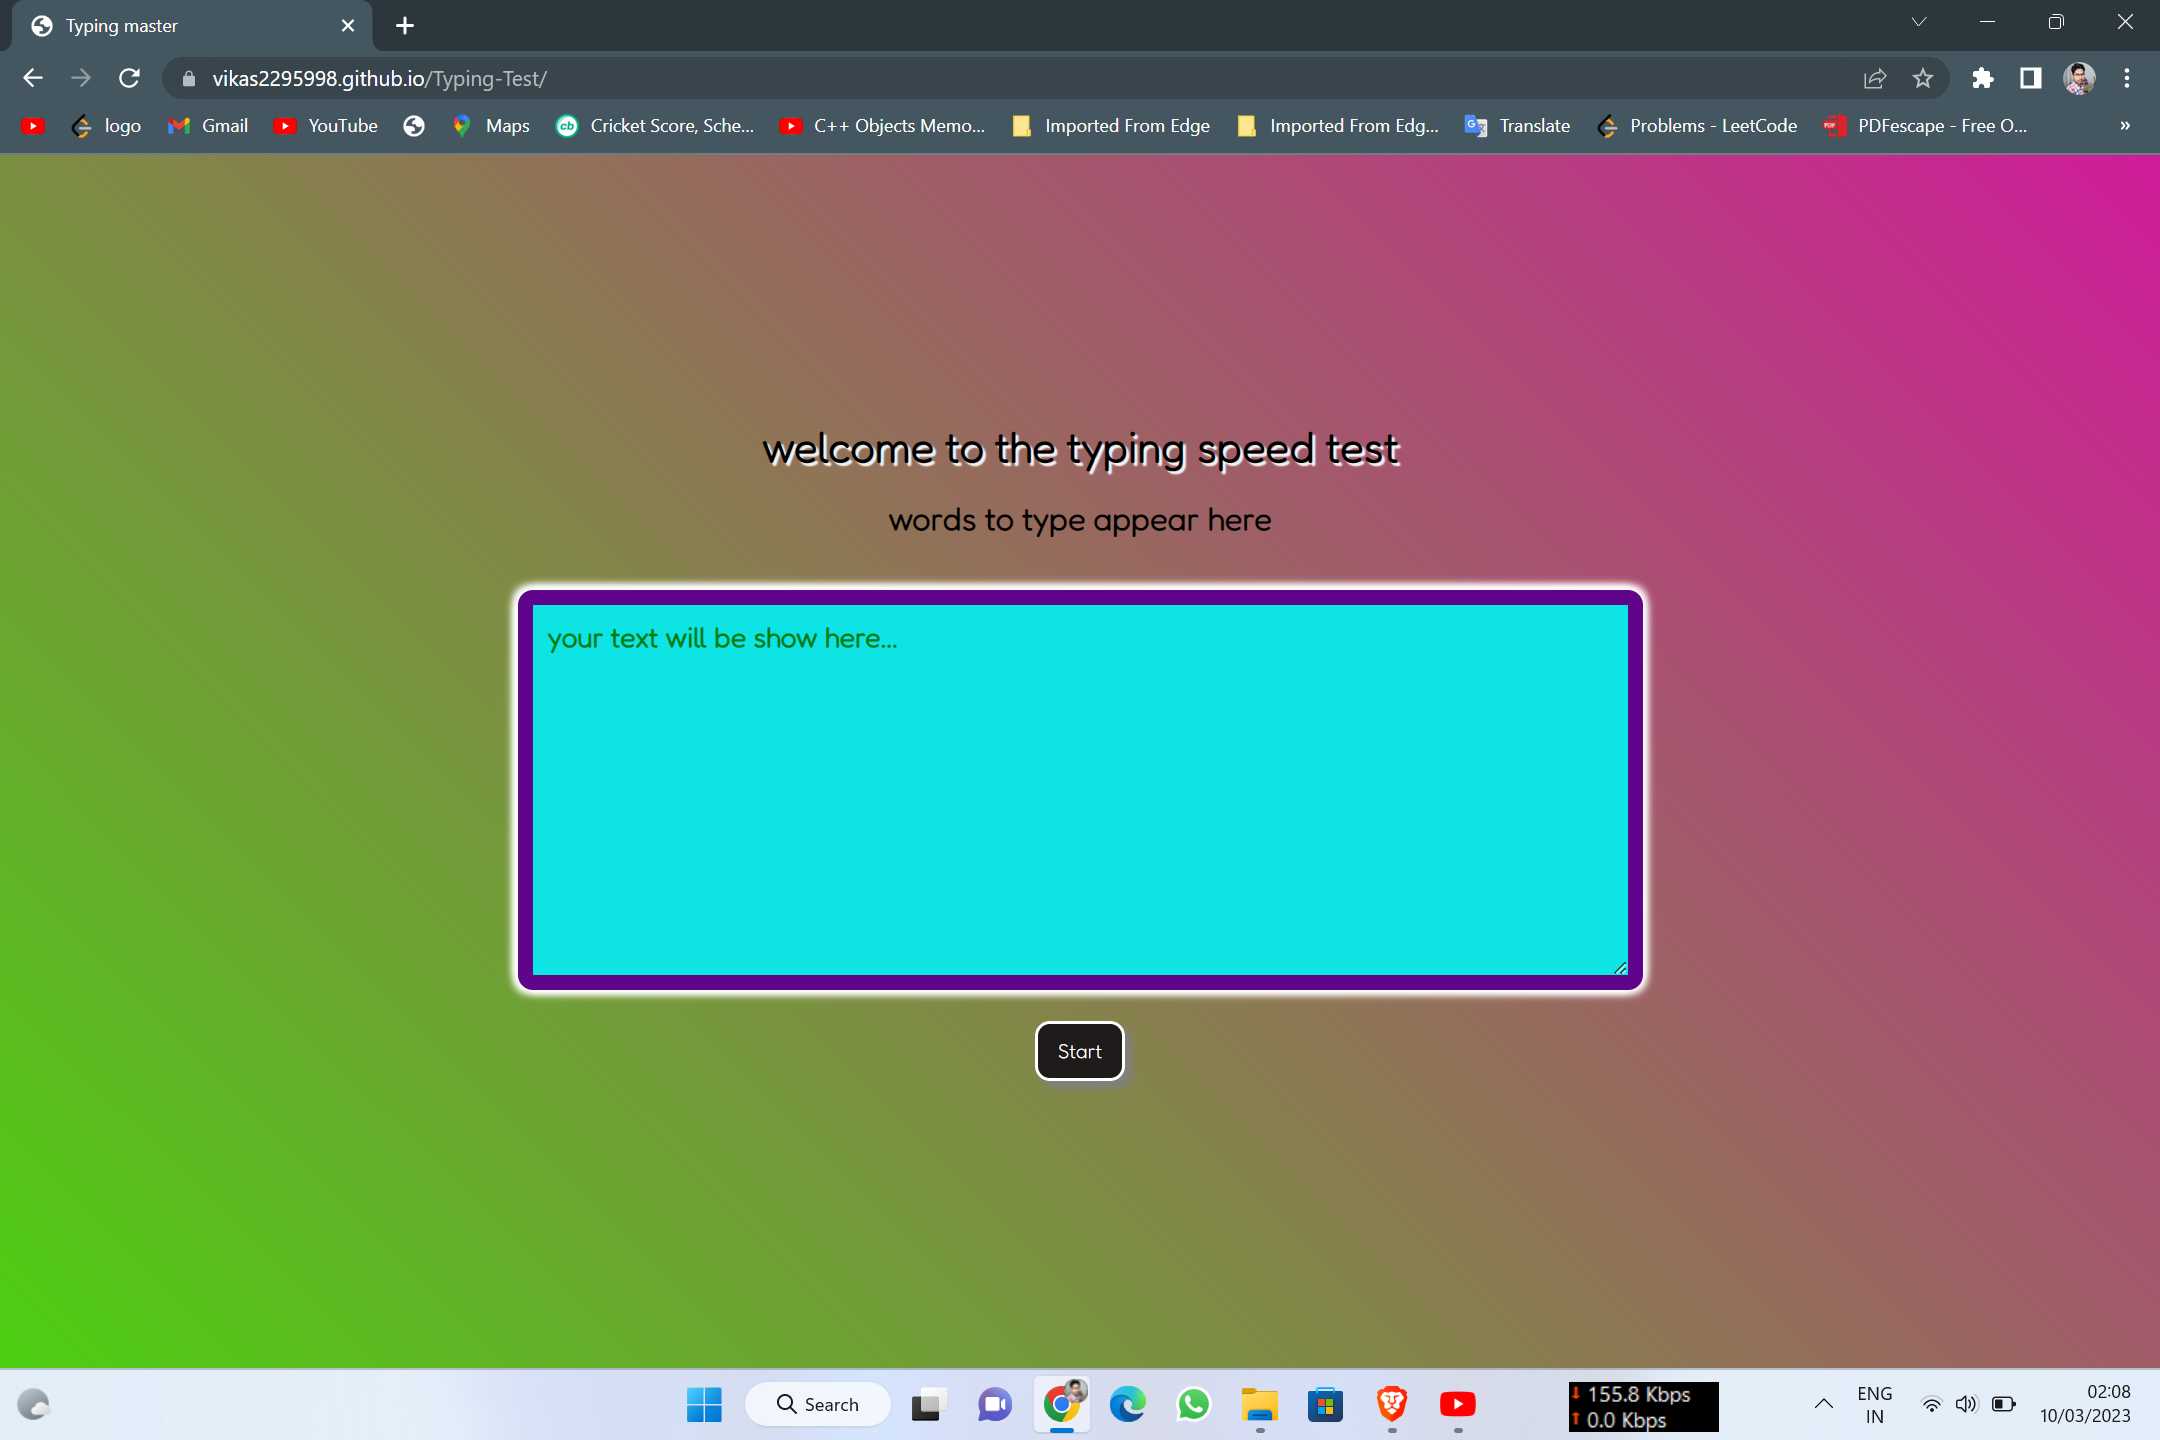 Typing master
vikas2295998.github.io/Typing-Test/
logo Gmail YouTube Maps cb Cricket Score, Sche... C++ Objects Memo... Imported From Edge Imported From Edg... Translate Problems - LeetCode PDF PDFescape - Free O... »
welcome to the typing speed test
words to type appear here
your text will be show here...
Start
Search
155.8 Kbps
0.0 Kbps
ENG
IN
02:08
10/03/2023